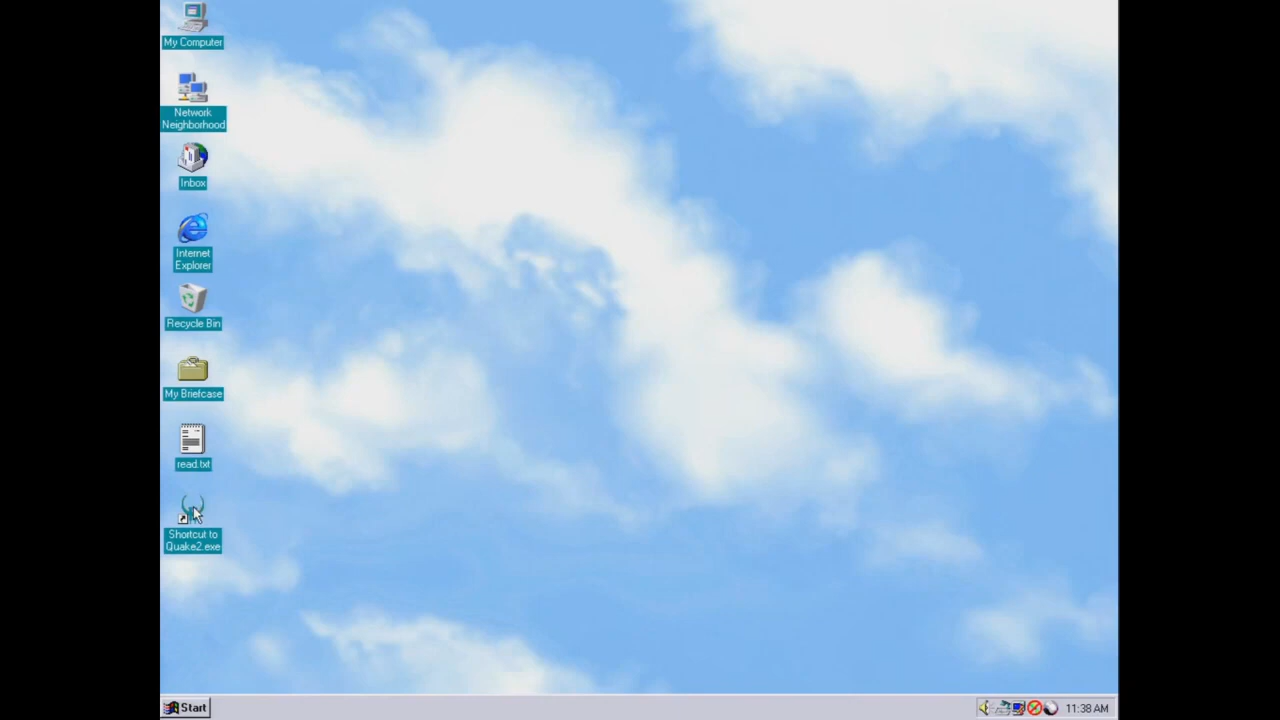 My Computer
Network
Neighborhood
Inbox
Internet
Explorer
Recycle Bin
My Briefcase
read.txt
Shortcut to
Quake2.exe
Start
11:38 AM